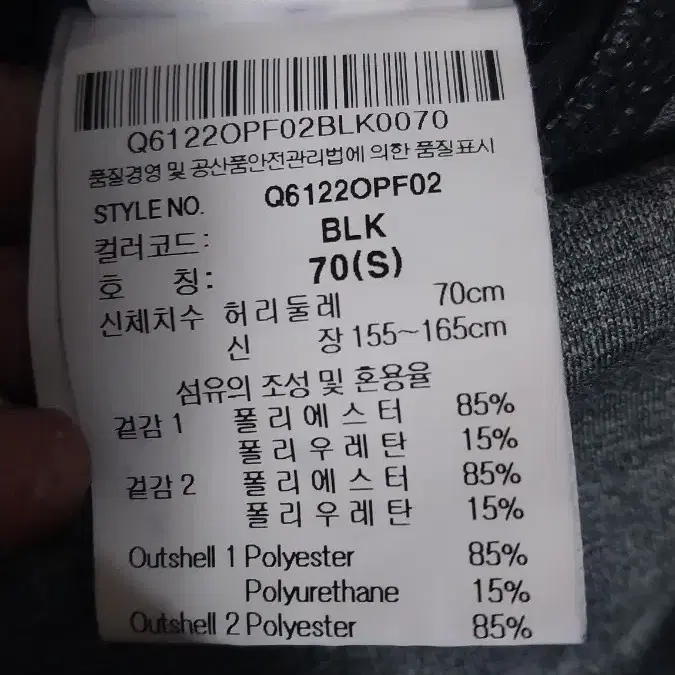 Q6122OPF02BLK0070
품질경영 및 공산품안전관리법에 의한 품질표시
STYLE NO. Q6122OPF02
컬러코드: BLK
호 칭: 70(S)
신체치수 허리둘레 70cm
신 장 155~165cm
섬유의 조성 및 혼용율
겉감 1 폴리에스터 85%
폴리우레탄 15%
겉감 2 폴리에스터 85%
폴리우레탄 15%
Outshell 1 Polyester 85%
Polyurethane 15%
Outshell 2 Polyester 85%